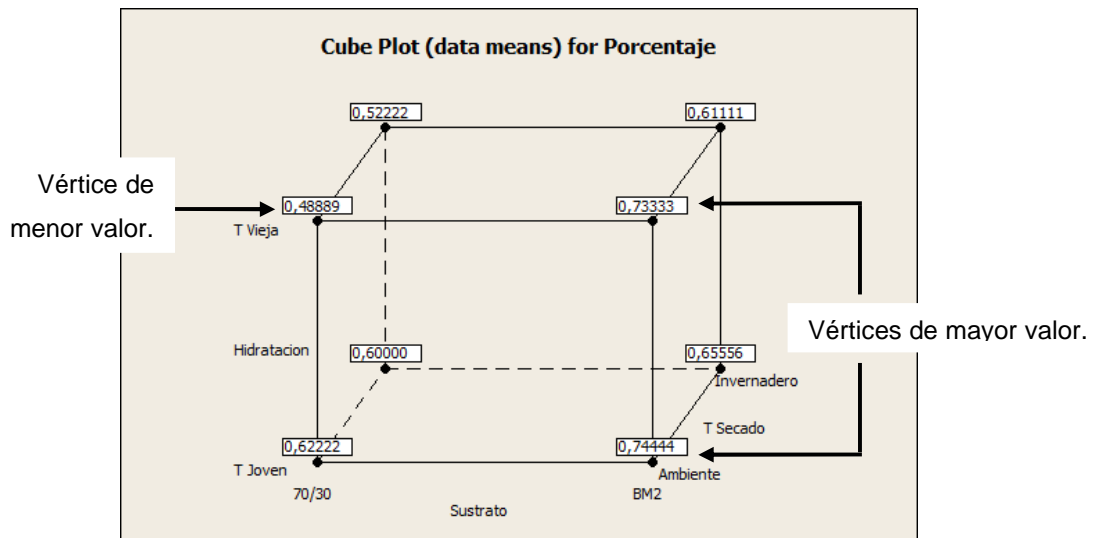 Cube Plot (data means) for Porcentaje
0,52222
0,61111
Vértice de
menor valor.
0,48889
0,73333
T Vieja
Vértices de mayor valor.
Hidratacion
0,60000
0,65556
Invernadero
T Secado
0,62222
0,74444
T Joven
Ambiente
70/30
BM2
Sustrato